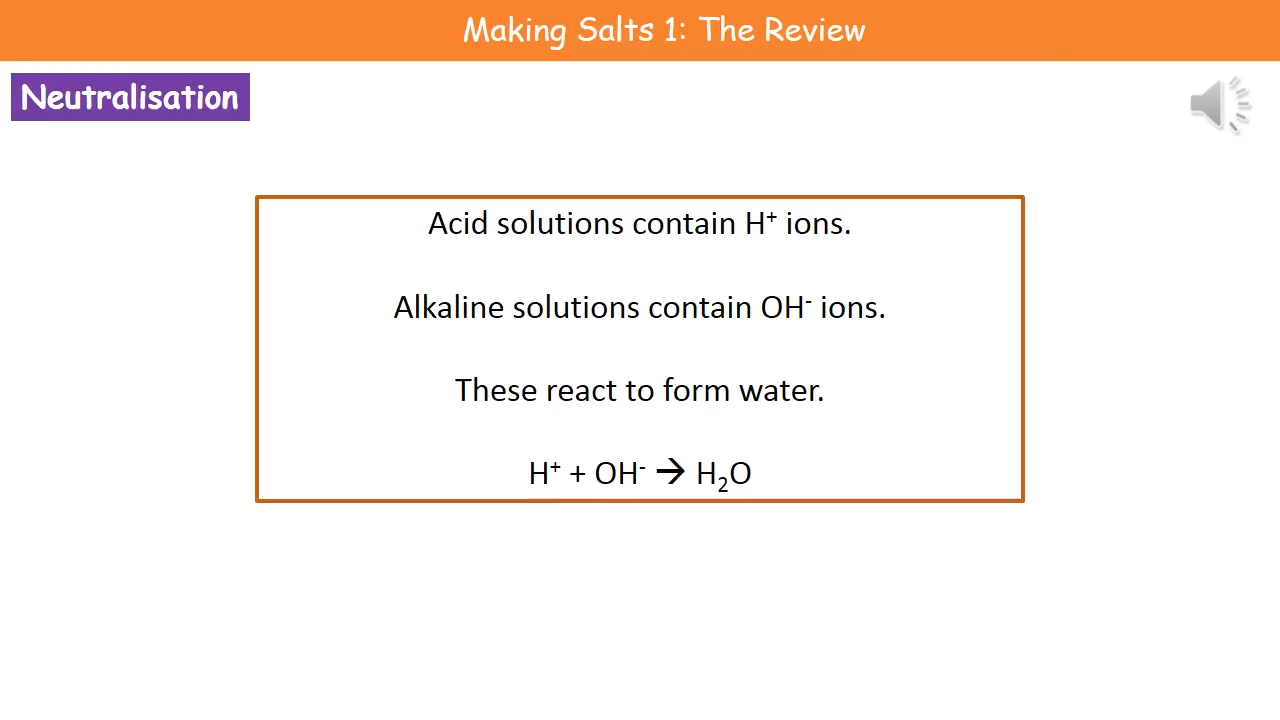 Making Salts 1: The Review
Neutralisation
Acid solutions contain H⁺ ions.
Alkaline solutions contain OH⁻ ions.
These react to form water.
H⁺ + OH⁻ → H₂O